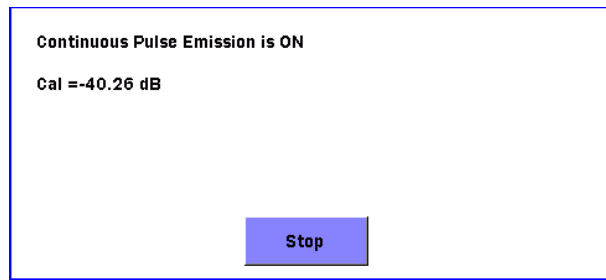 Continuous Pulse Emission is ON
Cal =-40.26 dB
Stop